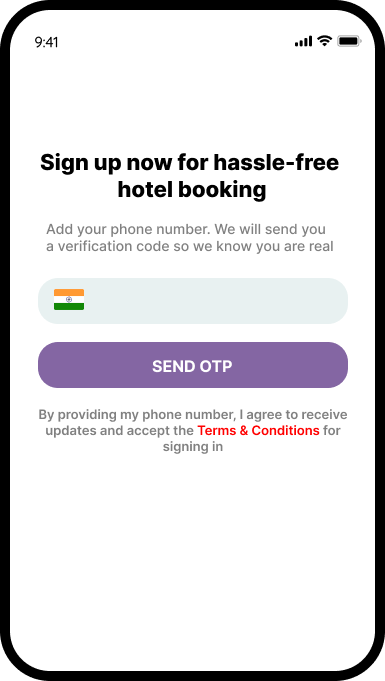 9:41
Sign up now for hassle-free
hotel booking
Add your phone number. We will send you
a verification code so we know you are real
SEND OTP
By providing my phone number, I agree to receive
updates and accept the Terms & Conditions for
signing in